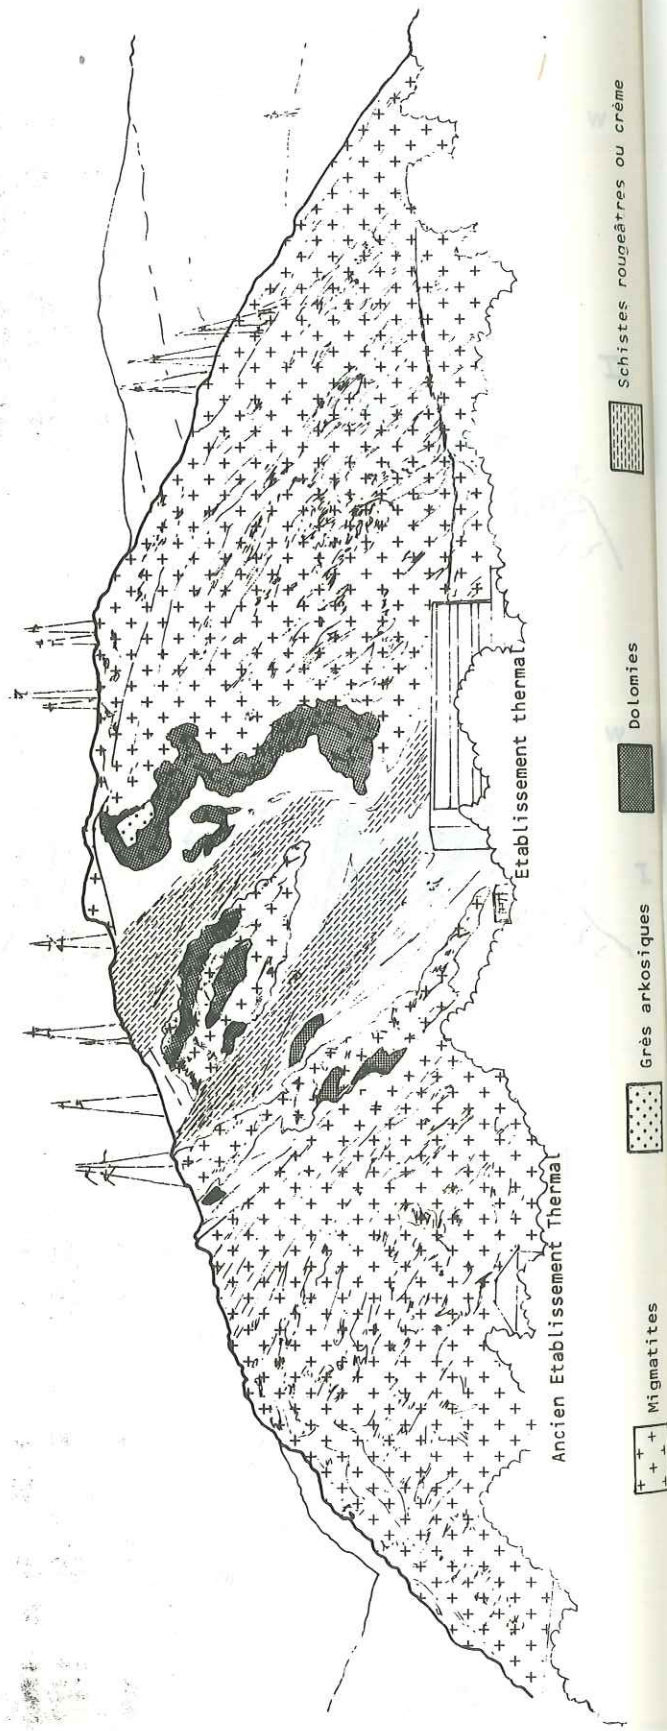 Ancien Etablissement Thermal
Etablissement thermal
Migmatites
Grès arkosiques
Dolomies
Schistes rougeâtres ou crème